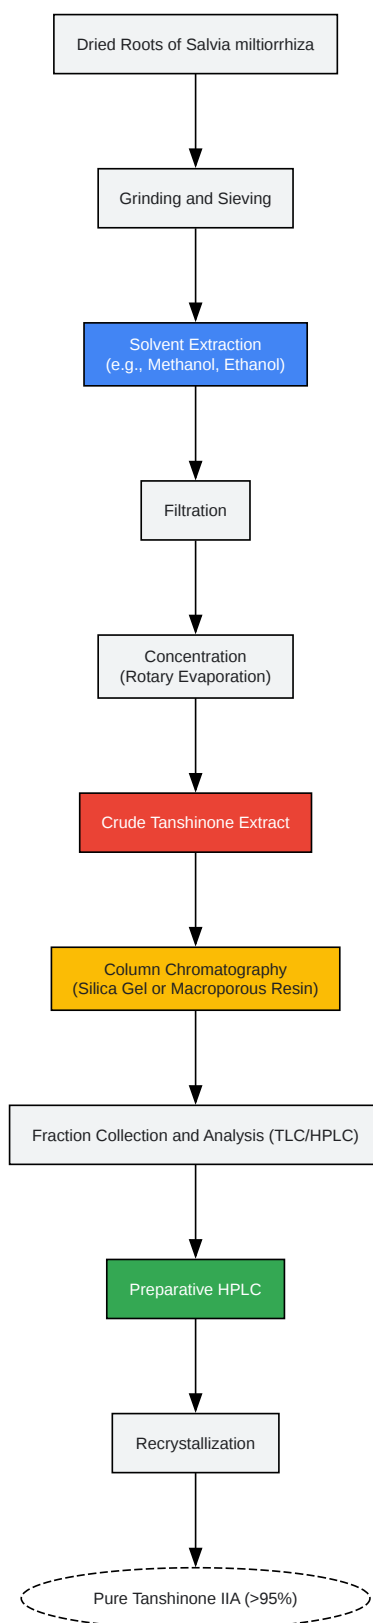 Dried Roots of Salvia miltiorrhiza
Grinding and Sieving
Solvent Extraction
(e.g., Methanol, Ethanol)
Filtration
Concentration
(Rotary Evaporation)
Crude Tanshinone Extract
Column Chromatography
(Silica Gel or Macroporous Resin)
Fraction Collection and Analysis (TLC/HPLC)
Preparative HPLC
Recrystallization
Pure Tanshinone IIA (>95%)